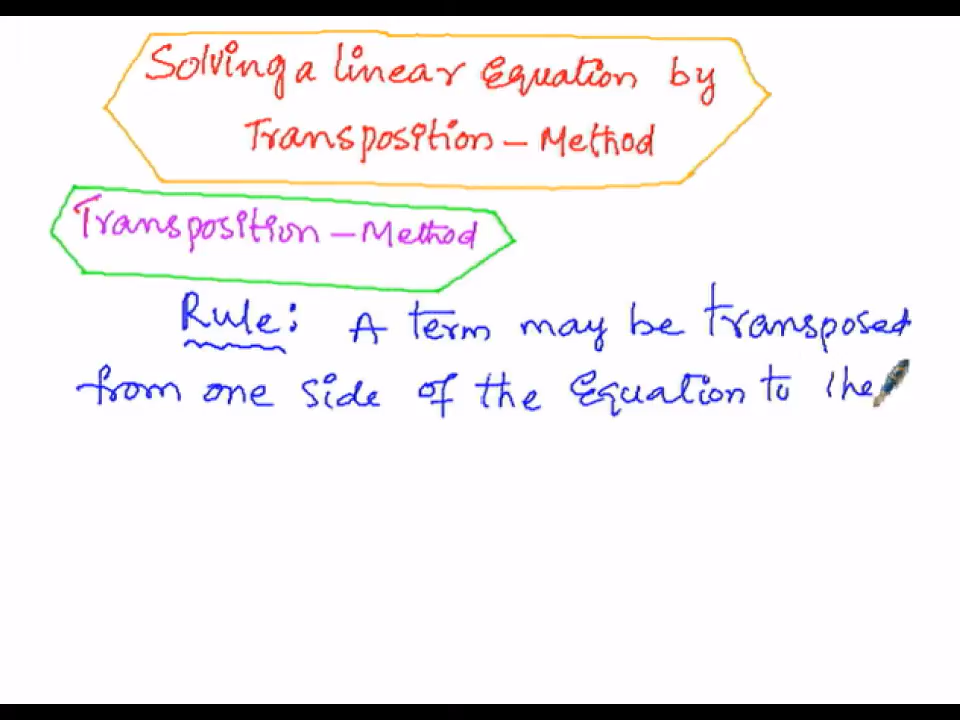 Solving a linear Equation by
Transposition - Method
Transposition - Method
Rule: A term may be transposed
from one side of the Equation to the